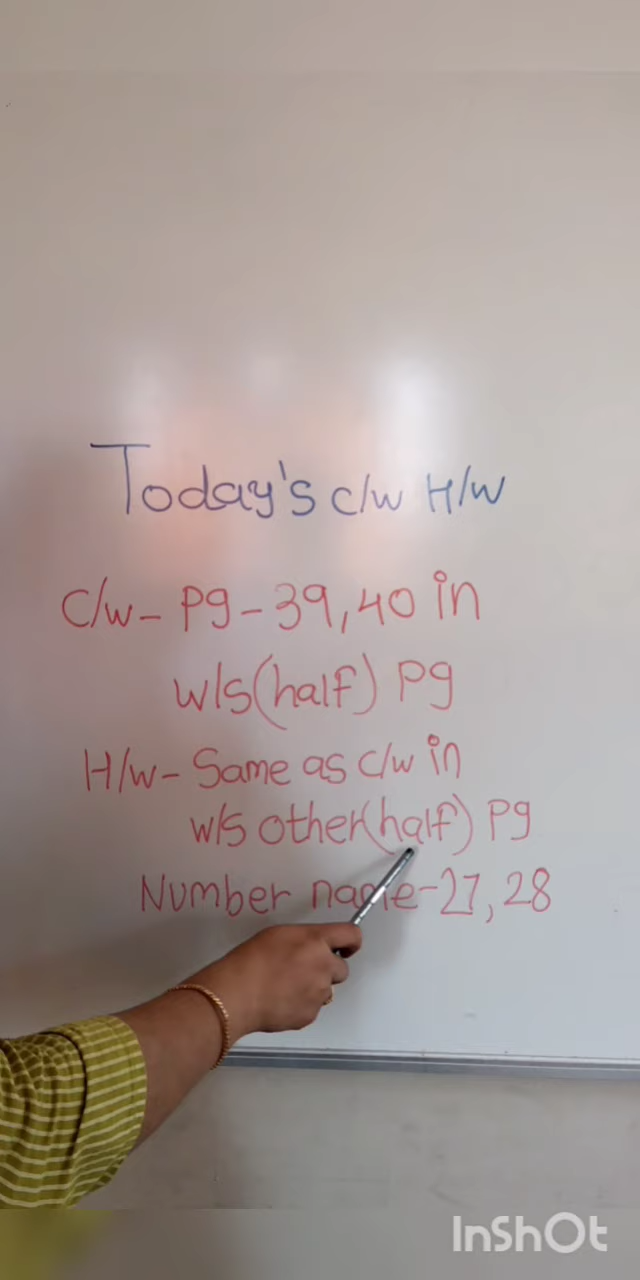 Today's c/w H/w
C/w- Pg-39,40 in
w/s(half) Pg
H/w- Same as c/w in
w/s other(half) Pg
Number name-27,28
InShOt